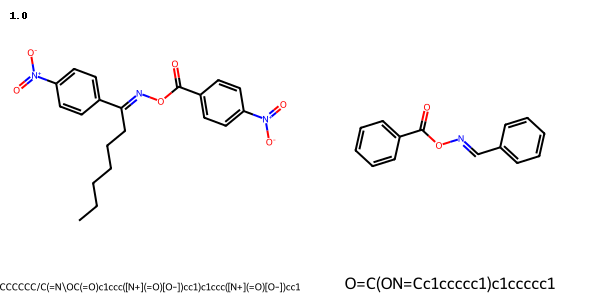 1.0
O⁻
N⁺
O
N
O
O
N⁺
O
O⁻
O
O
N
CCCCCC/C(=N\OC(=O)c1ccc([N+](=O)[O-])cc1)c1ccc([N+](=O)[O-])cc1
O=C(ON=Cc1ccccc1)c1ccccc1